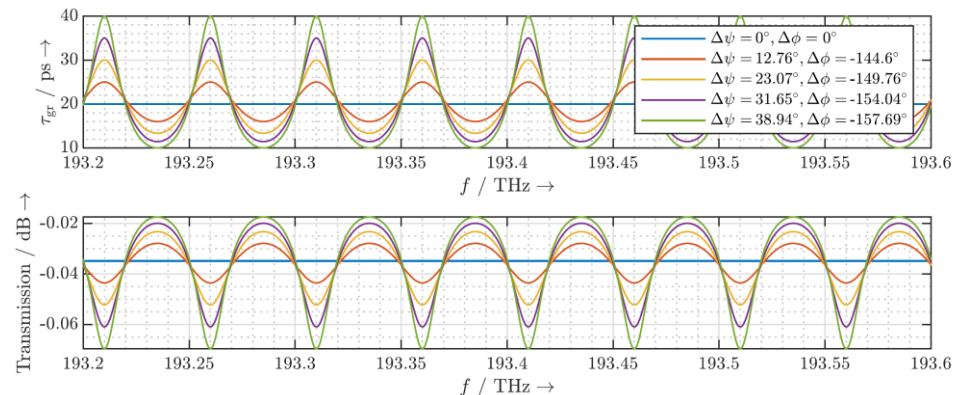 40
30
20
10
τgr / ps →
Δψ = 0°, Δϕ = 0°
Δψ = 12.76°, Δϕ = -144.6°
Δψ = 23.07°, Δϕ = -149.76°
Δψ = 31.65°, Δϕ = -154.04°
Δψ = 38.94°, Δϕ = -157.69°
193.2 193.25 193.3 193.35 193.4 193.45 193.5 193.55 193.6
f / THz →
-0.02
-0.04
-0.06
Transmission / dB →
193.2 193.25 193.3 193.35 193.4 193.45 193.5 193.55 193.6
f / THz →